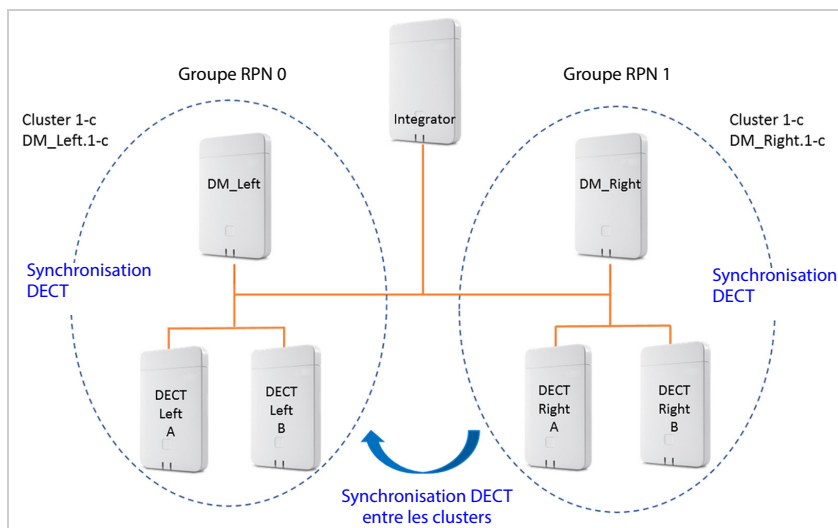 Groupe RPN 0
Groupe RPN 1
Cluster 1-c
DM_Left.1-c
Integrator
Cluster 1-c
DM_Right.1-c
DM_Left
DM_Right
Synchronisation
DECT
Synchronisation
DECT
DECT
Left
A
DECT
Left
B
DECT
Right
A
DECT
Right
B
Synchronisation DECT
entre les clusters